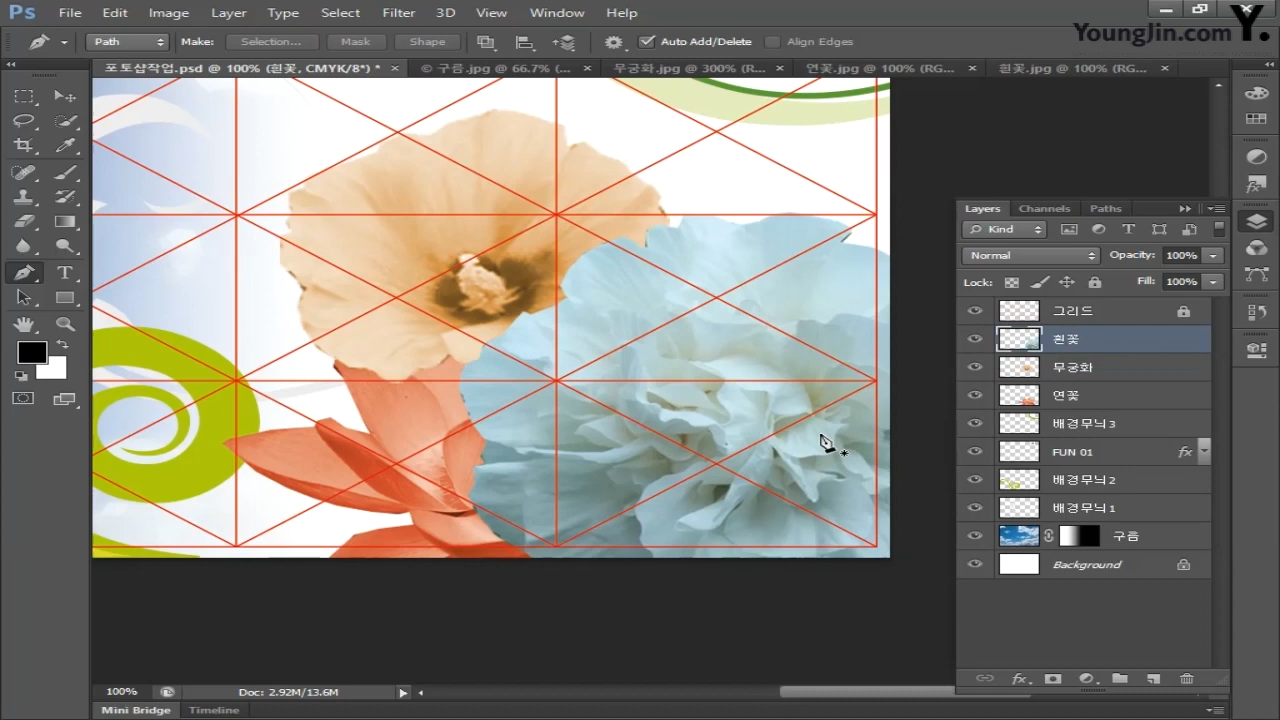 Ps File Edit Image Layer Type Select Filter 3D View Window Help
Path Make: Selection... Mask Shape Auto Add/Delete Align Edges
YoungJin.com Y.
포토샵작업.psd @ 100% (흰꽃, CMYK/8*) * × © 구름.jpg @ 66.7% (... × 무궁화.jpg @ 300% (R... × 연꽃.jpg @ 100% (RG... × 흰꽃.jpg @ 100% (RG... ×
Layers Channels Paths
Kind
Normal Opacity: 100%
Lock: Fill: 100%
그리드
흰꽃
무궁화
연꽃
배경무늬3
FUN 01 fx
배경무늬2
배경무늬1
구름
Background
100% Doc: 2.92M/13.6M
Mini Bridge Timeline